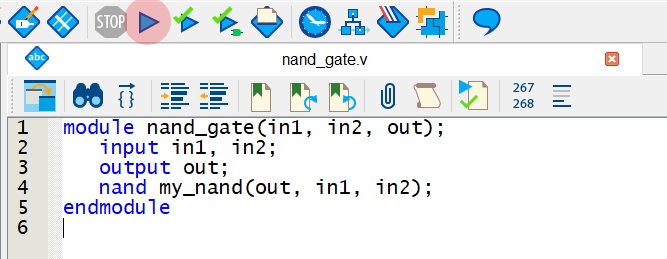 STOP
abc
nand_gate.v
267
268
1 module nand_gate(in1, in2, out);
2 input in1, in2;
3 output out;
4 nand my_nand(out, in1, in2);
5 endmodule
6